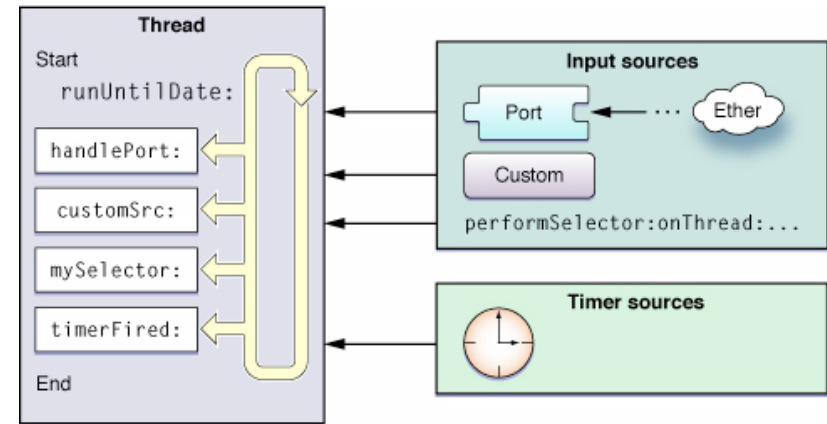 Thread
Start
runUntilDate:
handlePort:
customSrc:
mySelector:
timerFired:
End
Input sources
Port
... Ether
Custom
performSelector:onThread:...
Timer sources